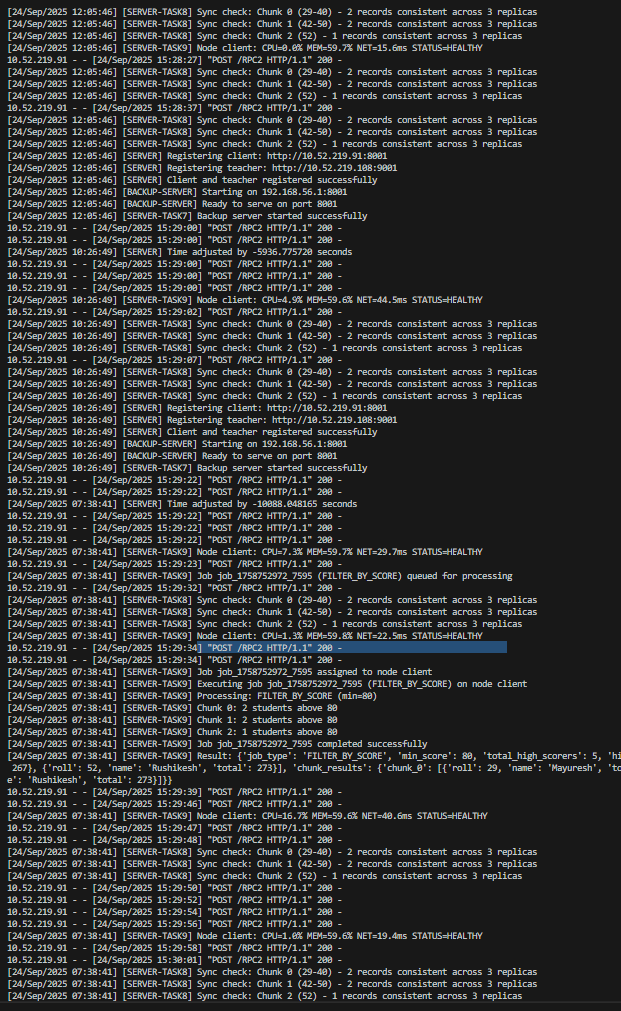 [24/Sep/2025 12:05:46] [SERVER-TASK8] Sync check: Chunk 0 (29-40) - 2 records consistent across 3 replicas
[24/Sep/2025 12:05:46] [SERVER-TASK8] Sync check: Chunk 1 (42-50) - 2 records consistent across 3 replicas
[24/Sep/2025 12:05:46] [SERVER-TASK8] Sync check: Chunk 2 (52) - 1 records consistent across 3 replicas
[24/Sep/2025 12:05:46] [SERVER-TASK9] Node client: CPU=0.0% MEM=59.7% NET=15.6ms STATUS=HEALTHY
10.52.219.91 - - [24/Sep/2025 15:28:27] "POST /RPC2 HTTP/1.1" 200 -
[24/Sep/2025 12:05:46] [SERVER-TASK8] Sync check: Chunk 0 (29-40) - 2 records consistent across 3 replicas
[24/Sep/2025 12:05:46] [SERVER-TASK8] Sync check: Chunk 1 (42-50) - 2 records consistent across 3 replicas
[24/Sep/2025 12:05:46] [SERVER-TASK8] Sync check: Chunk 2 (52) - 1 records consistent across 3 replicas
10.52.219.91 - - [24/Sep/2025 15:28:37] "POST /RPC2 HTTP/1.1" 200 -
[24/Sep/2025 12:05:46] [SERVER-TASK8] Sync check: Chunk 0 (29-40) - 2 records consistent across 3 replicas
[24/Sep/2025 12:05:46] [SERVER-TASK8] Sync check: Chunk 1 (42-50) - 2 records consistent across 3 replicas
[24/Sep/2025 12:05:46] [SERVER-TASK8] Sync check: Chunk 2 (52) - 1 records consistent across 3 replicas
[24/Sep/2025 12:05:46] [SERVER] Registering client: http://10.52.219.91:8001
[24/Sep/2025 12:05:46] [SERVER] Registering teacher: http://10.52.219.108:9001
[24/Sep/2025 12:05:46] [SERVER] Client and teacher registered successfully
[24/Sep/2025 12:05:46] [BACKUP-SERVER] Starting on 192.168.56.1:8001
[24/Sep/2025 12:05:46] [BACKUP-SERVER] Ready to serve on port 8001
[24/Sep/2025 12:05:46] [SERVER-TASK7] Backup server started successfully
10.52.219.91 - - [24/Sep/2025 15:29:00] "POST /RPC2 HTTP/1.1" 200 -
10.52.219.91 - - [24/Sep/2025 15:29:00] "POST /RPC2 HTTP/1.1" 200 -
[24/Sep/2025 10:26:49] [SERVER] Time adjusted by -5936.775720 seconds
10.52.219.91 - - [24/Sep/2025 15:29:00] "POST /RPC2 HTTP/1.1" 200 -
10.52.219.91 - - [24/Sep/2025 15:29:00] "POST /RPC2 HTTP/1.1" 200 -
10.52.219.91 - - [24/Sep/2025 15:29:00] "POST /RPC2 HTTP/1.1" 200 -
[24/Sep/2025 10:26:49] [SERVER-TASK9] Node client: CPU=4.9% MEM=59.6% NET=44.5ms STATUS=HEALTHY
10.52.219.91 - - [24/Sep/2025 15:29:02] "POST /RPC2 HTTP/1.1" 200 -
[24/Sep/2025 10:26:49] [SERVER-TASK8] Sync check: Chunk 0 (29-40) - 2 records consistent across 3 replicas
[24/Sep/2025 10:26:49] [SERVER-TASK8] Sync check: Chunk 1 (42-50) - 2 records consistent across 3 replicas
[24/Sep/2025 10:26:49] [SERVER-TASK8] Sync check: Chunk 2 (52) - 1 records consistent across 3 replicas
10.52.219.91 - - [24/Sep/2025 15:29:07] "POST /RPC2 HTTP/1.1" 200 -
[24/Sep/2025 10:26:49] [SERVER-TASK8] Sync check: Chunk 0 (29-40) - 2 records consistent across 3 replicas
[24/Sep/2025 10:26:49] [SERVER-TASK8] Sync check: Chunk 1 (42-50) - 2 records consistent across 3 replicas
[24/Sep/2025 10:26:49] [SERVER-TASK8] Sync check: Chunk 2 (52) - 1 records consistent across 3 replicas
[24/Sep/2025 10:26:49] [SERVER] Registering client: http://10.52.219.91:8001
[24/Sep/2025 10:26:49] [SERVER] Registering teacher: http://10.52.219.108:9001
[24/Sep/2025 10:26:49] [SERVER] Client and teacher registered successfully
[24/Sep/2025 10:26:49] [BACKUP-SERVER] Starting on 192.168.56.1:8001
[24/Sep/2025 10:26:49] [BACKUP-SERVER] Ready to serve on port 8001
[24/Sep/2025 10:26:49] [SERVER-TASK7] Backup server started successfully
10.52.219.91 - - [24/Sep/2025 15:29:22] "POST /RPC2 HTTP/1.1" 200 -
10.52.219.91 - - [24/Sep/2025 15:29:22] "POST /RPC2 HTTP/1.1" 200 -
[24/Sep/2025 07:38:41] [SERVER] Time adjusted by -10088.048165 seconds
10.52.219.91 - - [24/Sep/2025 15:29:22] "POST /RPC2 HTTP/1.1" 200 -
10.52.219.91 - - [24/Sep/2025 15:29:22] "POST /RPC2 HTTP/1.1" 200 -
10.52.219.91 - - [24/Sep/2025 15:29:22] "POST /RPC2 HTTP/1.1" 200 -
[24/Sep/2025 07:38:41] [SERVER-TASK9] Node client: CPU=7.3% MEM=59.7% NET=29.7ms STATUS=HEALTHY
10.52.219.91 - - [24/Sep/2025 15:29:23] "POST /RPC2 HTTP/1.1" 200 -
[24/Sep/2025 07:38:41] [SERVER-TASK9] Job job_1758752972_7595 (FILTER_BY_SCORE) queued for processing
10.52.219.91 - - [24/Sep/2025 15:29:32] "POST /RPC2 HTTP/1.1" 200 -
[24/Sep/2025 07:38:41] [SERVER-TASK8] Sync check: Chunk 0 (29-40) - 2 records consistent across 3 replicas
[24/Sep/2025 07:38:41] [SERVER-TASK8] Sync check: Chunk 1 (42-50) - 2 records consistent across 3 replicas
[24/Sep/2025 07:38:41] [SERVER-TASK8] Sync check: Chunk 2 (52) - 1 records consistent across 3 replicas
[24/Sep/2025 07:38:41] [SERVER-TASK9] Node client: CPU=1.3% MEM=59.8% NET=22.5ms STATUS=HEALTHY
10.52.219.91 - - [24/Sep/2025 15:29:34] "POST /RPC2 HTTP/1.1" 200 -
10.52.219.91 - - [24/Sep/2025 15:29:34] "POST /RPC2 HTTP/1.1" 200 -
[24/Sep/2025 07:38:41] [SERVER-TASK9] Job job_1758752972_7595 assigned to node client
[24/Sep/2025 07:38:41] [SERVER-TASK9] Executing job job_1758752972_7595 (FILTER_BY_SCORE) on node client
[24/Sep/2025 07:38:41] [SERVER-TASK9] Processing: FILTER_BY_SCORE (min=80)
[24/Sep/2025 07:38:41] [SERVER-TASK9] Chunk 0: 2 students above 80
[24/Sep/2025 07:38:41] [SERVER-TASK9] Chunk 1: 2 students above 80
[24/Sep/2025 07:38:41] [SERVER-TASK9] Chunk 2: 1 students above 80
[24/Sep/2025 07:38:41] [SERVER-TASK9] Job job_1758752972_7595 completed successfully
[24/Sep/2025 07:38:41] [SERVER-TASK9] Result: {'job_type': 'FILTER_BY_SCORE', 'min_score': 80, 'total_high_scorers': 5, 'hi
267}, {'roll': 52, 'name': 'Rushikesh', 'total': 273}], 'chunk_results': {'chunk_0': [{'roll': 29, 'name': 'Mayuresh', 'to
e': 'Rushikesh', 'total': 273}]}}
10.52.219.91 - - [24/Sep/2025 15:29:39] "POST /RPC2 HTTP/1.1" 200 -
10.52.219.91 - - [24/Sep/2025 15:29:46] "POST /RPC2 HTTP/1.1" 200 -
[24/Sep/2025 07:38:41] [SERVER-TASK9] Node client: CPU=16.7% MEM=59.6% NET=40.6ms STATUS=HEALTHY
10.52.219.91 - - [24/Sep/2025 15:29:47] "POST /RPC2 HTTP/1.1" 200 -
10.52.219.91 - - [24/Sep/2025 15:29:48] "POST /RPC2 HTTP/1.1" 200 -
[24/Sep/2025 07:38:41] [SERVER-TASK8] Sync check: Chunk 0 (29-40) - 2 records consistent across 3 replicas
[24/Sep/2025 07:38:41] [SERVER-TASK8] Sync check: Chunk 1 (42-50) - 2 records consistent across 3 replicas
[24/Sep/2025 07:38:41] [SERVER-TASK8] Sync check: Chunk 2 (52) - 1 records consistent across 3 replicas
10.52.219.91 - - [24/Sep/2025 15:29:50] "POST /RPC2 HTTP/1.1" 200 -
10.52.219.91 - - [24/Sep/2025 15:29:52] "POST /RPC2 HTTP/1.1" 200 -
10.52.219.91 - - [24/Sep/2025 15:29:54] "POST /RPC2 HTTP/1.1" 200 -
10.52.219.91 - - [24/Sep/2025 15:29:56] "POST /RPC2 HTTP/1.1" 200 -
[24/Sep/2025 07:38:41] [SERVER-TASK9] Node client: CPU=1.0% MEM=59.6% NET=19.4ms STATUS=HEALTHY
10.52.219.91 - - [24/Sep/2025 15:29:58] "POST /RPC2 HTTP/1.1" 200 -
10.52.219.91 - - [24/Sep/2025 15:30:01] "POST /RPC2 HTTP/1.1" 200 -
[24/Sep/2025 07:38:41] [SERVER-TASK8] Sync check: Chunk 0 (29-40) - 2 records consistent across 3 replicas
[24/Sep/2025 07:38:41] [SERVER-TASK8] Sync check: Chunk 1 (42-50) - 2 records consistent across 3 replicas
[24/Sep/2025 07:38:41] [SERVER-TASK8] Sync check: Chunk 2 (52) - 1 records consistent across 3 replicas